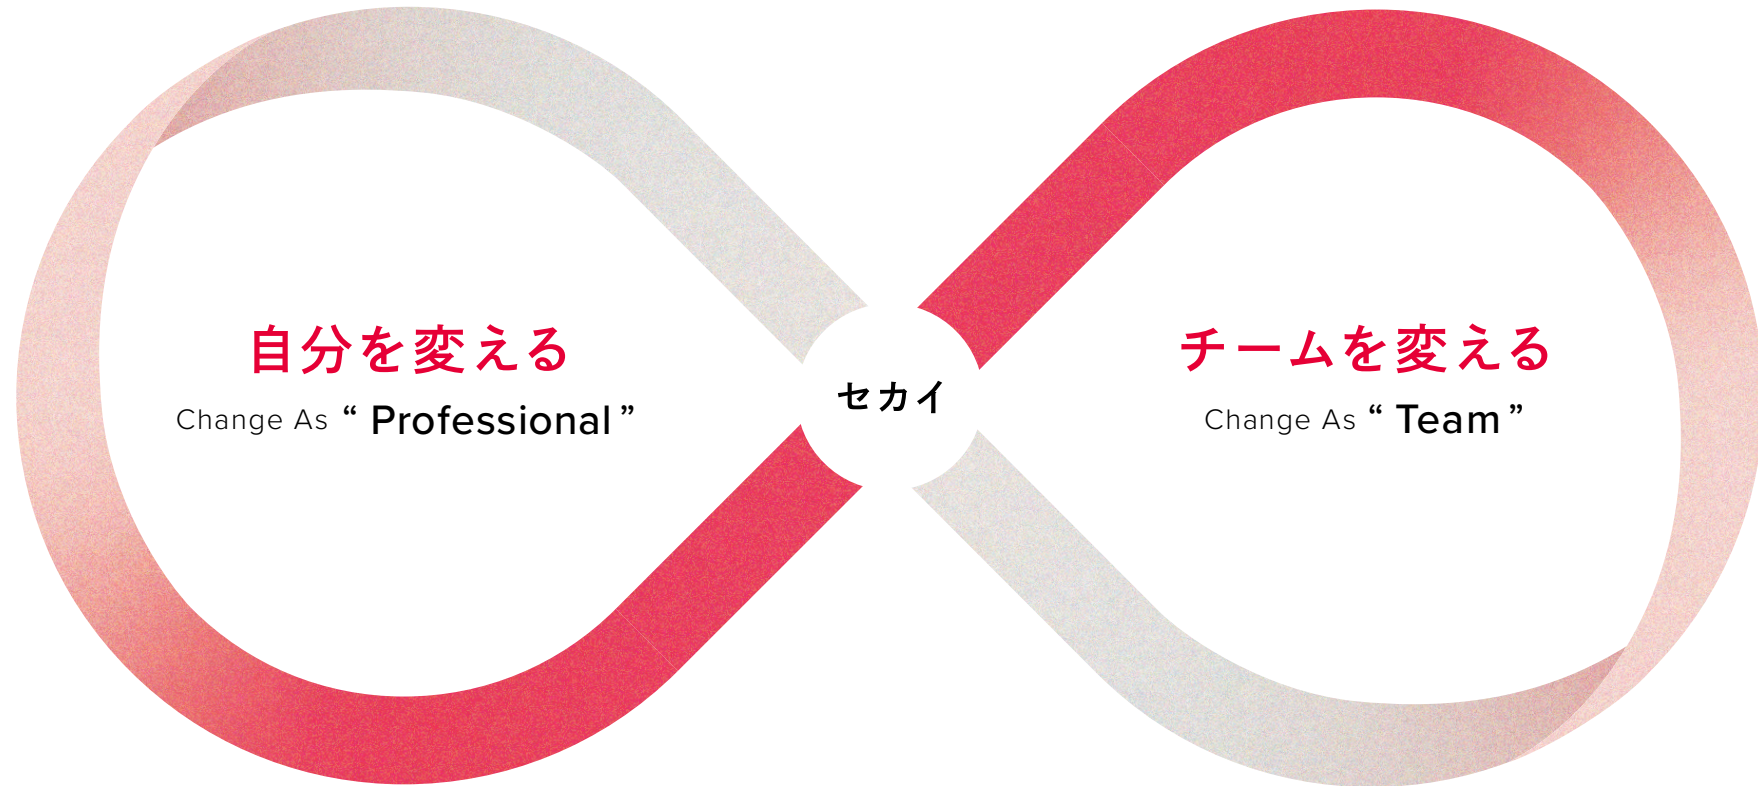 自分を変える
Change As “ Professional ”
セカイ
チームを変える
Change As “ Team ”